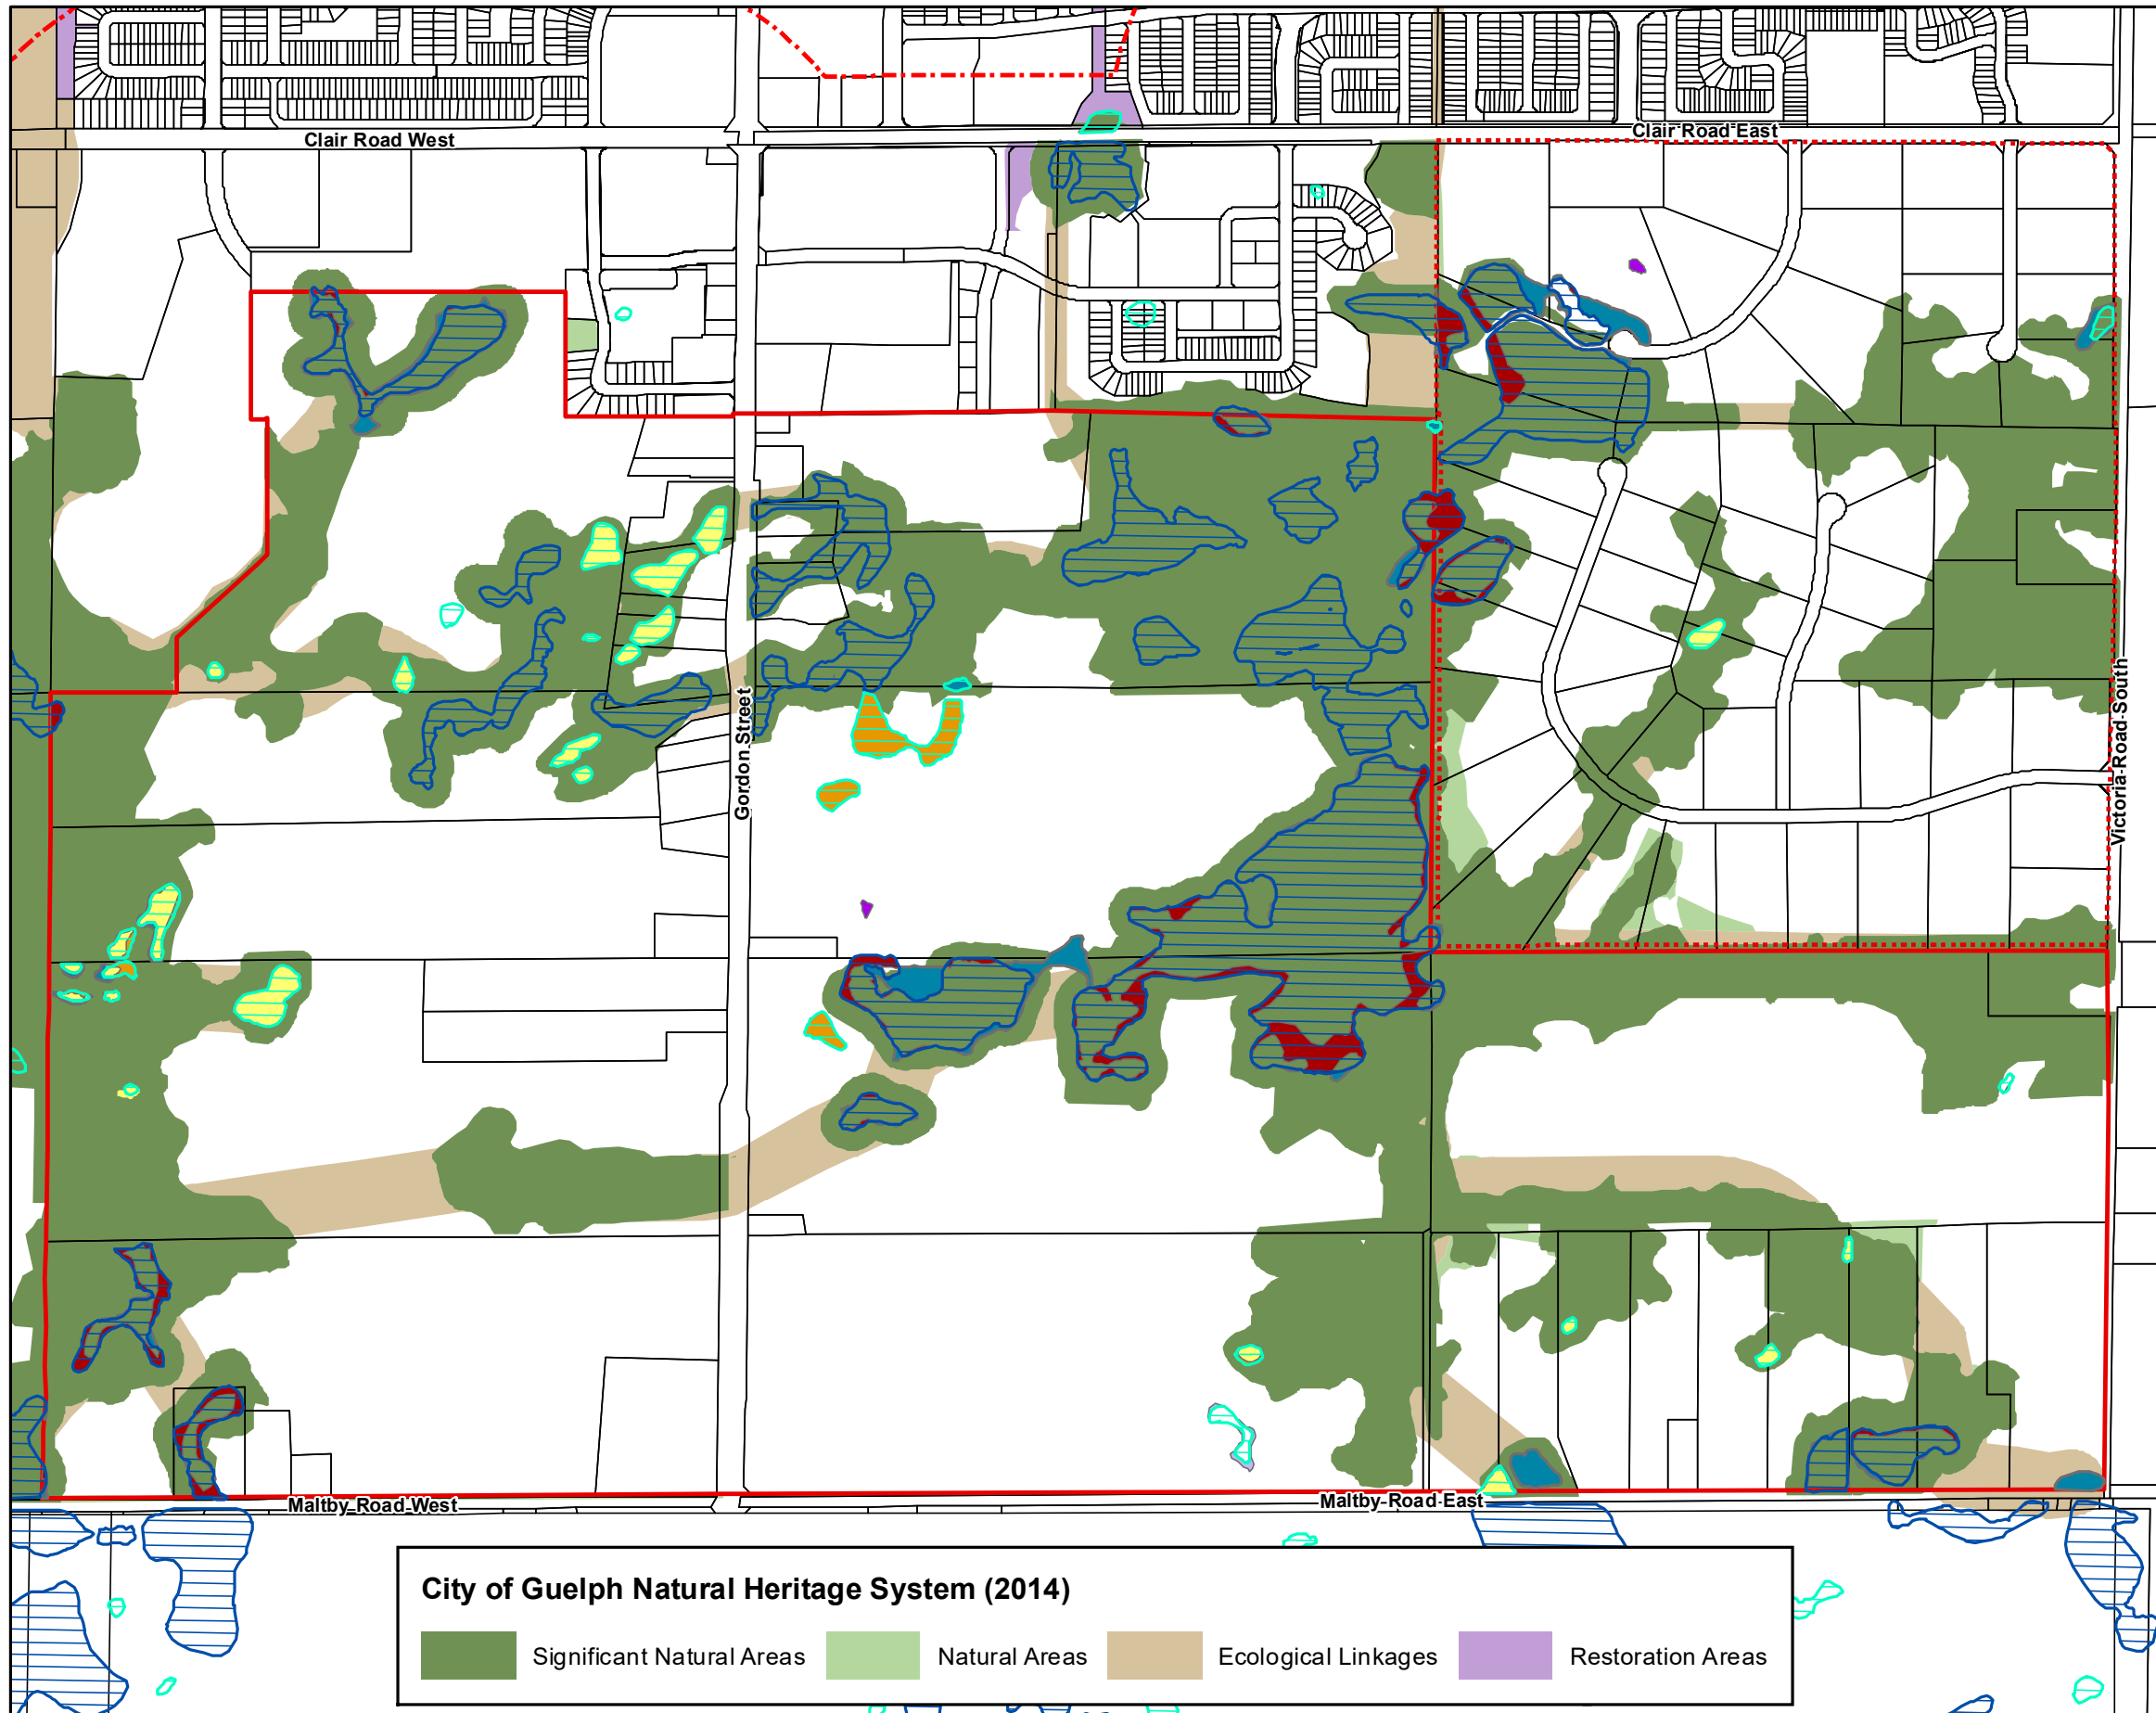 Clair Road West
Clair Road East
Gordon Street
Victoria Road South
Maltby Road West
Maltby Road East
City of Guelph Natural Heritage System (2014)
Significant Natural Areas
Natural Areas
Ecological Linkages
Restoration Areas